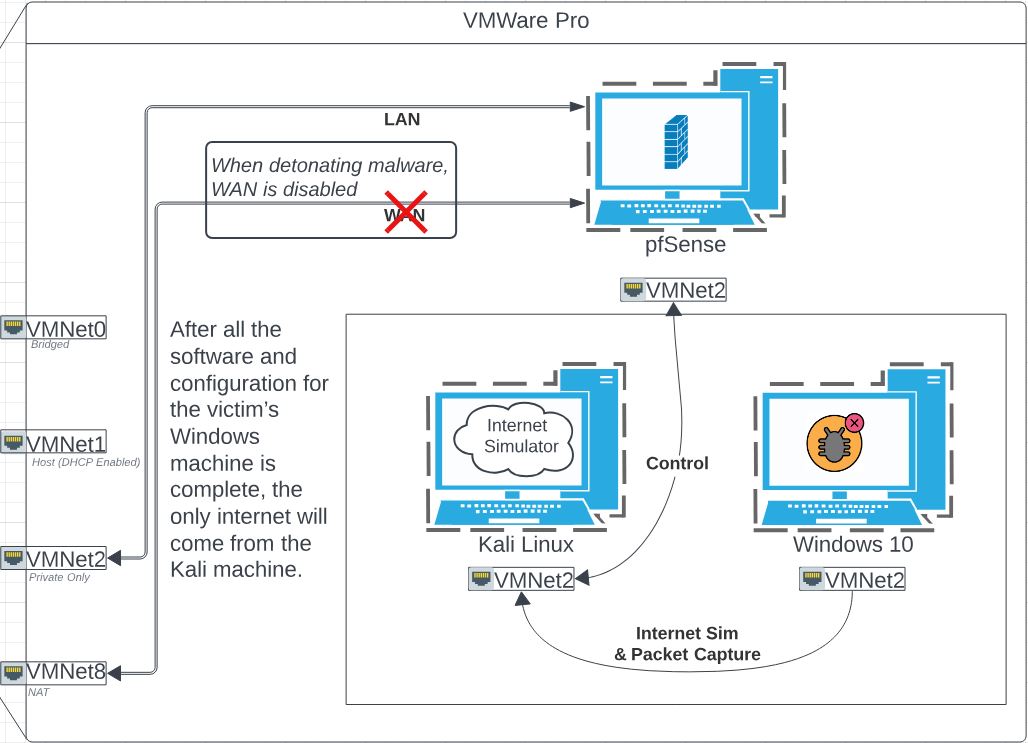 VMWare Pro
LAN
When detonating malware,
WAN is disabled
WAN
pfSense
VMNet2
VMNet0
Bridged
VMNet1
Host (DHCP Enabled)
VMNet2
Private Only
VMNet8
NAT
After all the
software and
configuration for
the victim's
Windows
machine is
complete, the
only internet will
come from the
Kali machine.
Internet
Simulator
Control
Kali Linux
VMNet2
Windows 10
VMNet2
Internet Sim
& Packet Capture